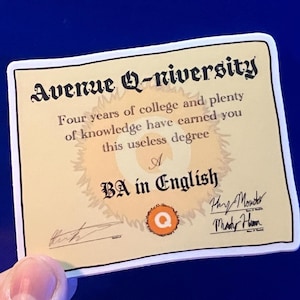 Avenue Q-niversity
Four years of college and plenty
of knowledge have earned you
this useless degree
A
BA in English
Q